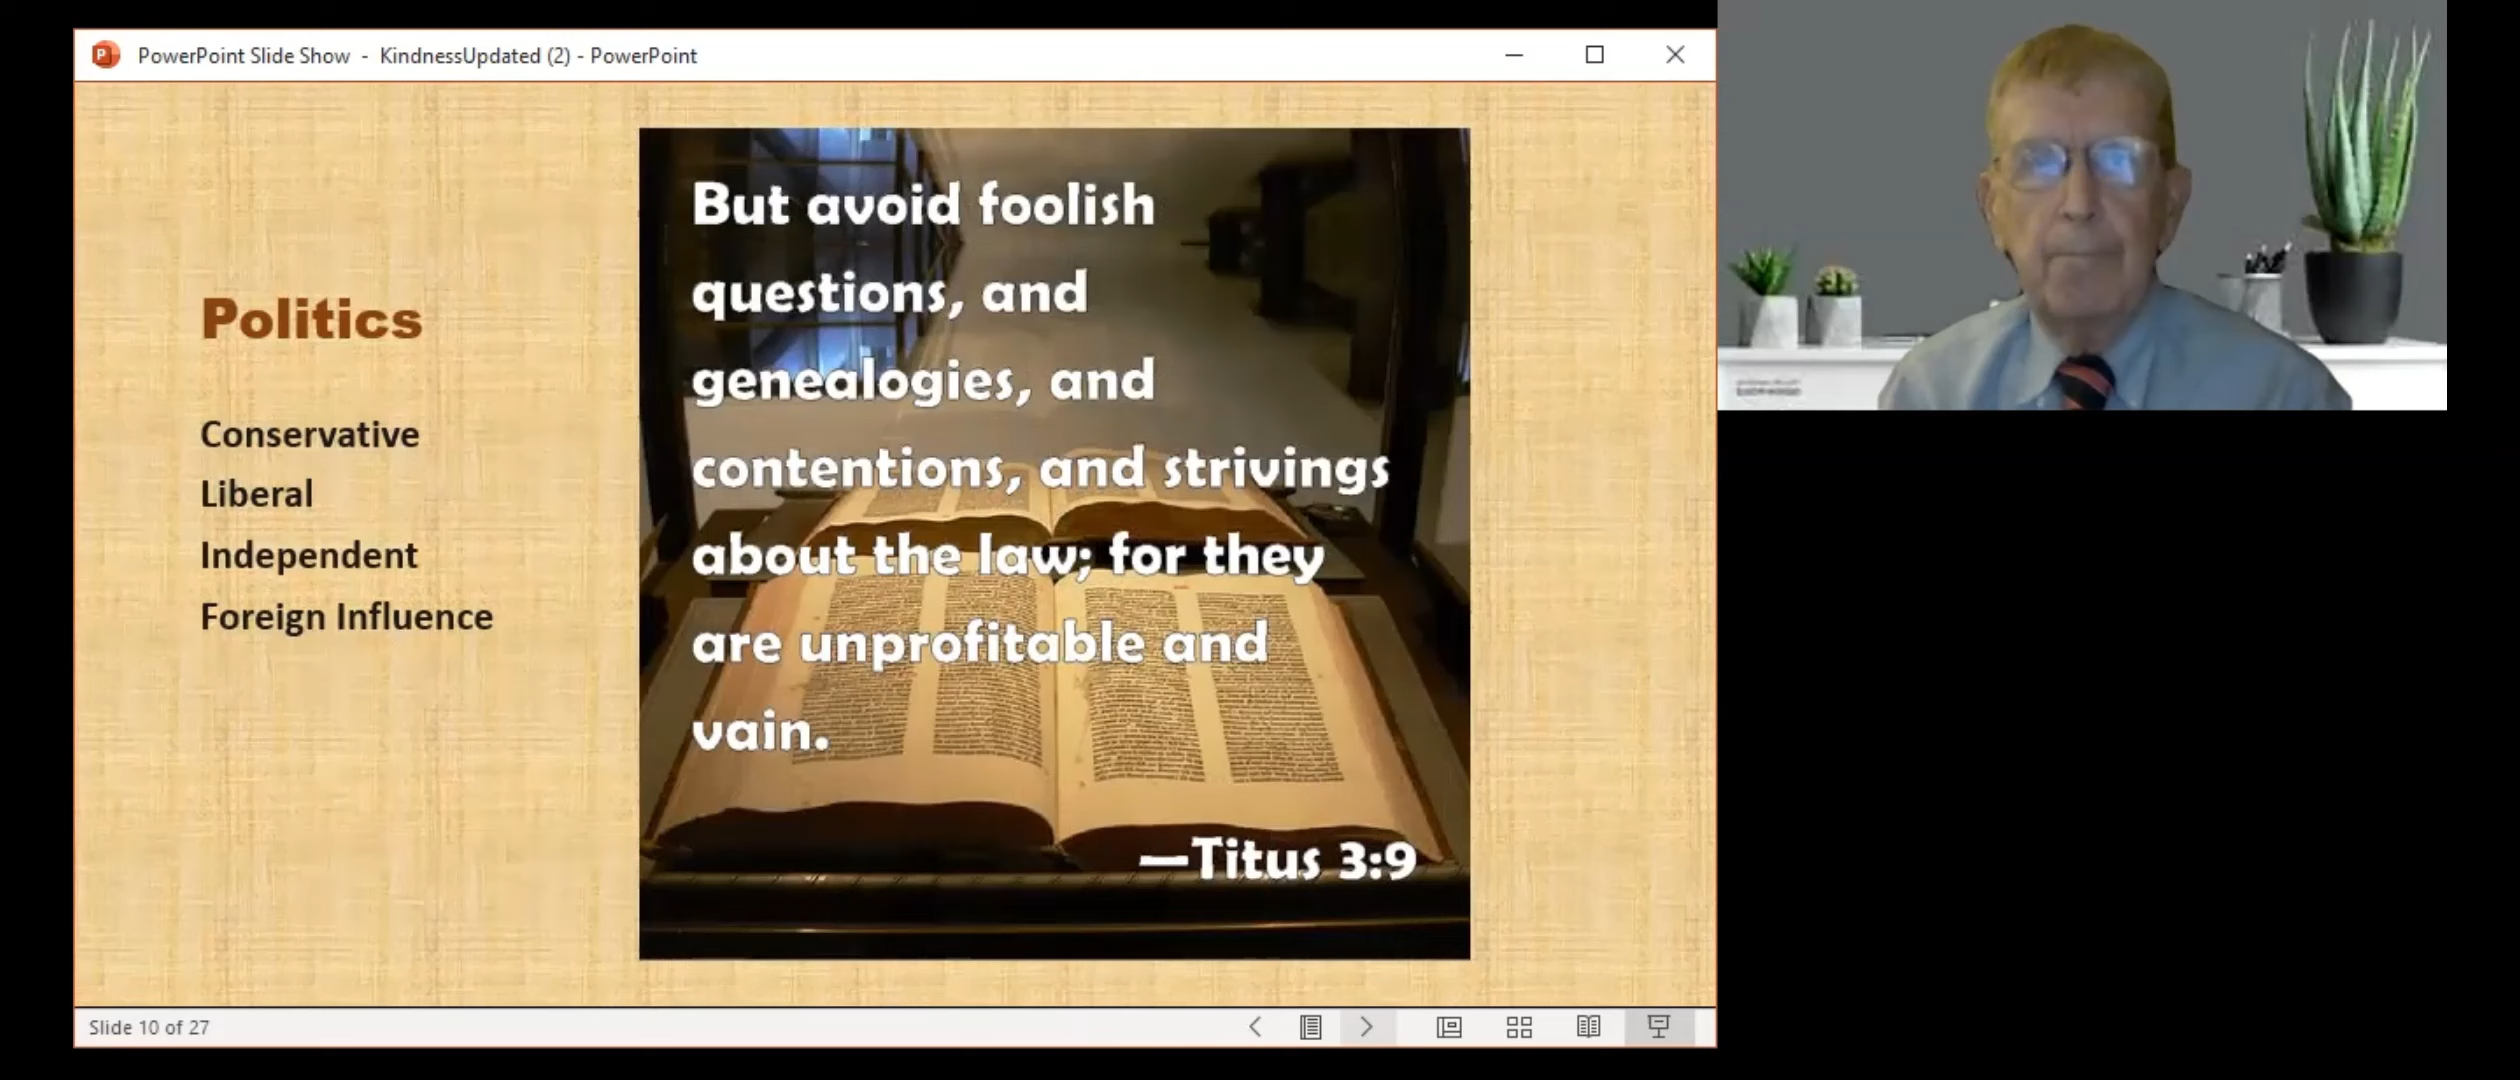 PowerPoint Slide Show - KindnessUpdated (2) - PowerPoint
Politics
Conservative
Liberal
Independent
Foreign Influence
But avoid foolish
questions, and
genealogies, and
contentions, and strivings
about the law; for they
are unprofitable and
vain.
—Titus 3:9
Slide 10 of 27